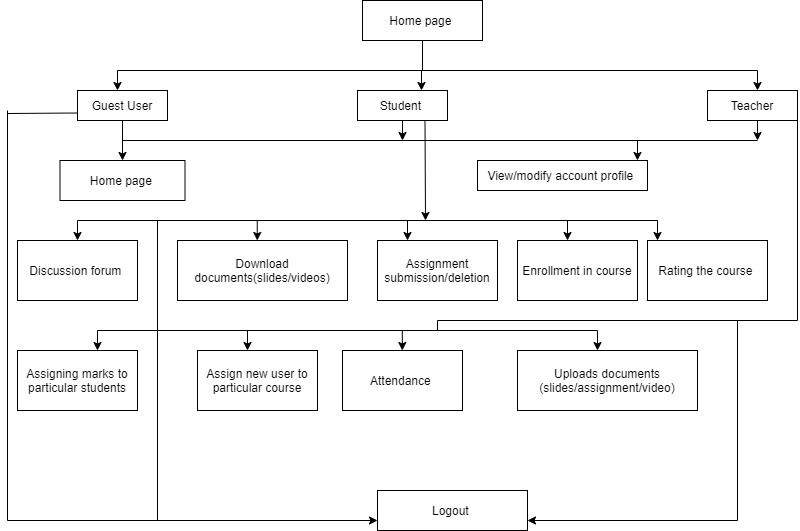 Home page
Guest User
Student
Teacher
Home page
View/modify account profile
Discussion forum
Download
documents(slides/videos)
Assignment
submission/deletion
Enrollment in course
Rating the course
Assigning marks to
particular students
Assign new user to
particular course
Attendance
Uploads documents
(slides/assignment/video)
Logout